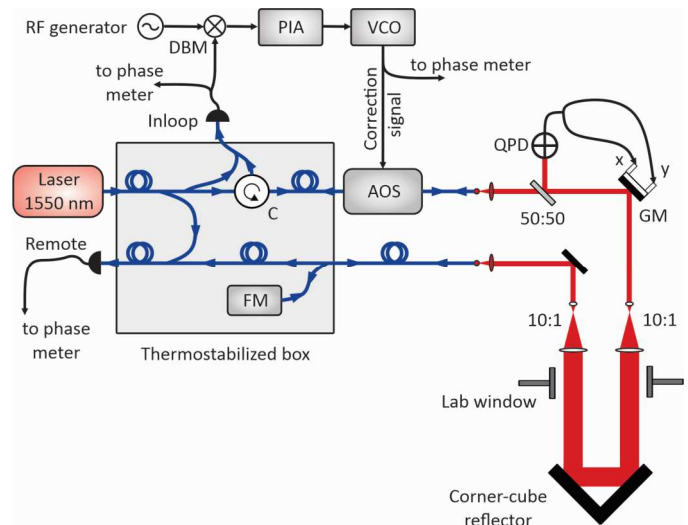 RF generator
DBM
PIA
VCO
to phase
meter
to phase meter
Correction
signal
Inloop
QPD
x
y
Laser
1550 nm
C
AOS
50:50
GM
Remote
FM
to phase
meter
Thermostabilized box
10:1
10:1
Lab window
Corner-cube
reflector